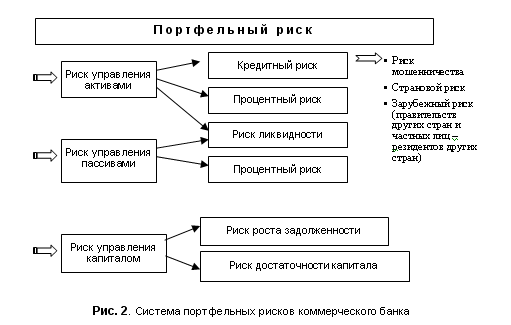 Портфельный риск
Риск управления
активами
Кредитный риск
Процентный риск
Риск ликвидности
• Риск
мошенничества
• Страновой риск
• Зарубежный риск
(правительств
других стран и
частных лиц –
резидентов других
стран)
Риск управления
пассивами
Процентный риск
Риск управления
капиталом
Риск роста задолженности
Риск достаточности капитала
Рис. 2. Система портфельных рисков коммерческого банка